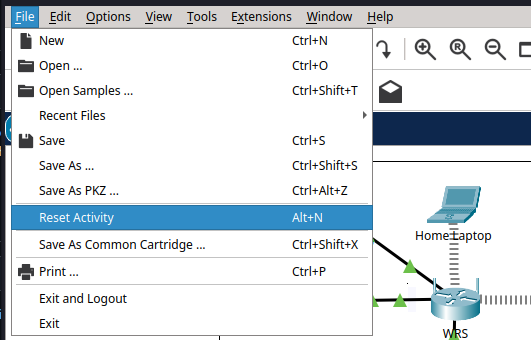 File Edit Options View Tools Extensions Window Help
New Ctrl+N
Open ... Ctrl+O
Open Samples ... Ctrl+Shift+T
Recent Files
Save Ctrl+S
Save As ... Ctrl+Shift+S
Save As PKZ ... Ctrl+Alt+Z
Reset Activity Alt+N
Save As Common Cartridge ... Ctrl+Shift+X
Print ... Ctrl+P
Exit and Logout
Exit
R
Home Laptop
WRS